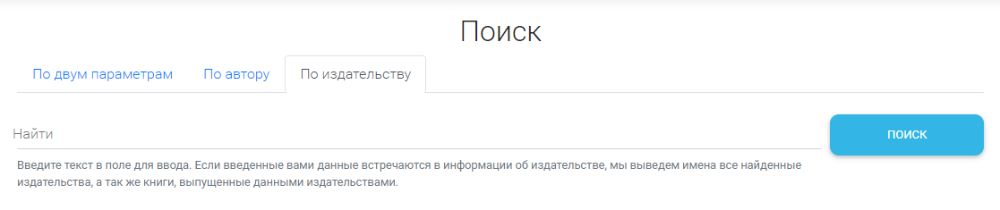 Поиск
По двум параметрам По автору По издательству
Найти
ПОИСК
Введите текст в поле для ввода. Если введенные вами данные встречаются в информации об издательстве, мы выведем имена все найденные
издательства, а так же книги, выпущенные данными издательствами.